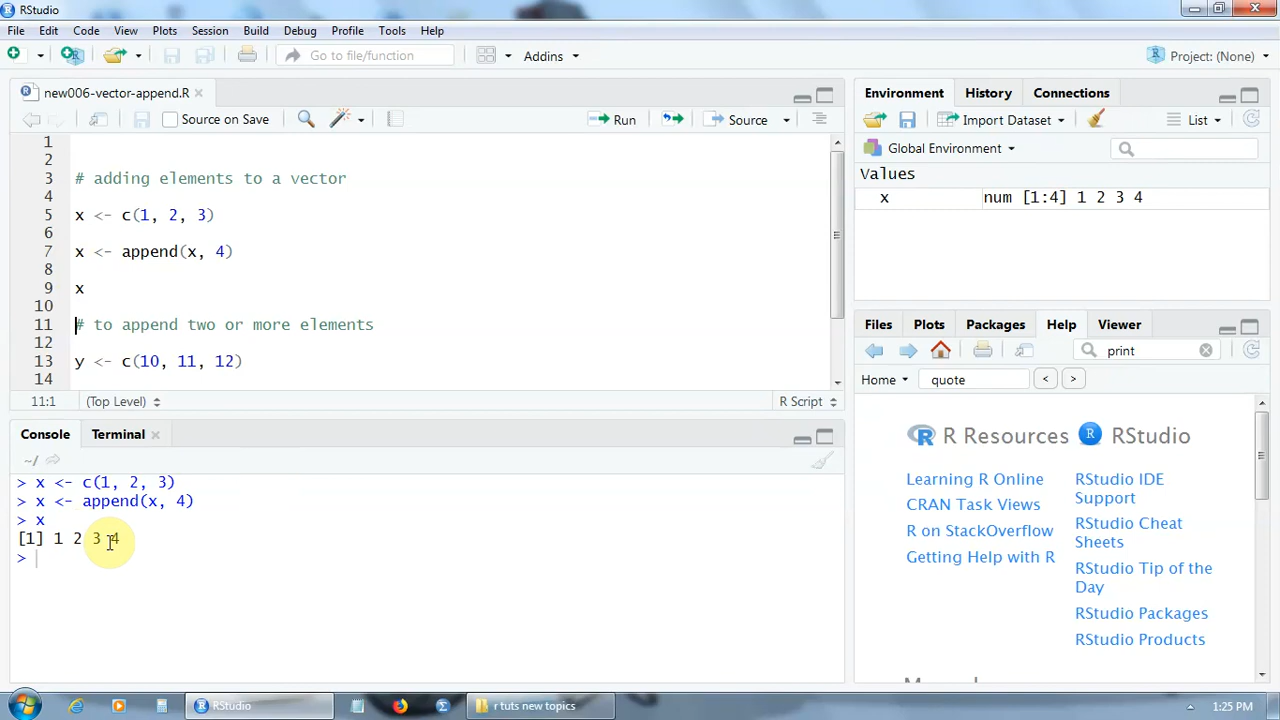 RStudio
File Edit Code View Plots Session Build Debug Profile Tools Help
Go to file/function Addins Project: (None)
new006-vector-append.R
Source on Save Run Source
1
2
3 # adding elements to a vector
4
5 x <- c(1, 2, 3)
6
7 x <- append(x, 4)
8
9 x
10
11 # to append two or more elements
12
13 y <- c(10, 11, 12)
14
11:1 (Top Level) R Script
Console Terminal
~/
> x <- c(1, 2, 3)
> x <- append(x, 4)
> x
[1] 1 2 3 4
>
Environment History Connections
Import Dataset List
Global Environment
Values
x num [1:4] 1 2 3 4
Files Plots Packages Help Viewer
print
Home quote < >
R Resources
Learning R Online
CRAN Task Views
R on StackOverflow
Getting Help with R
R RStudio
RStudio IDE
Support
RStudio Cheat
Sheets
RStudio Tip of the
Day
RStudio Packages
RStudio Products
RStudio r tuts new topics 1:25 PM